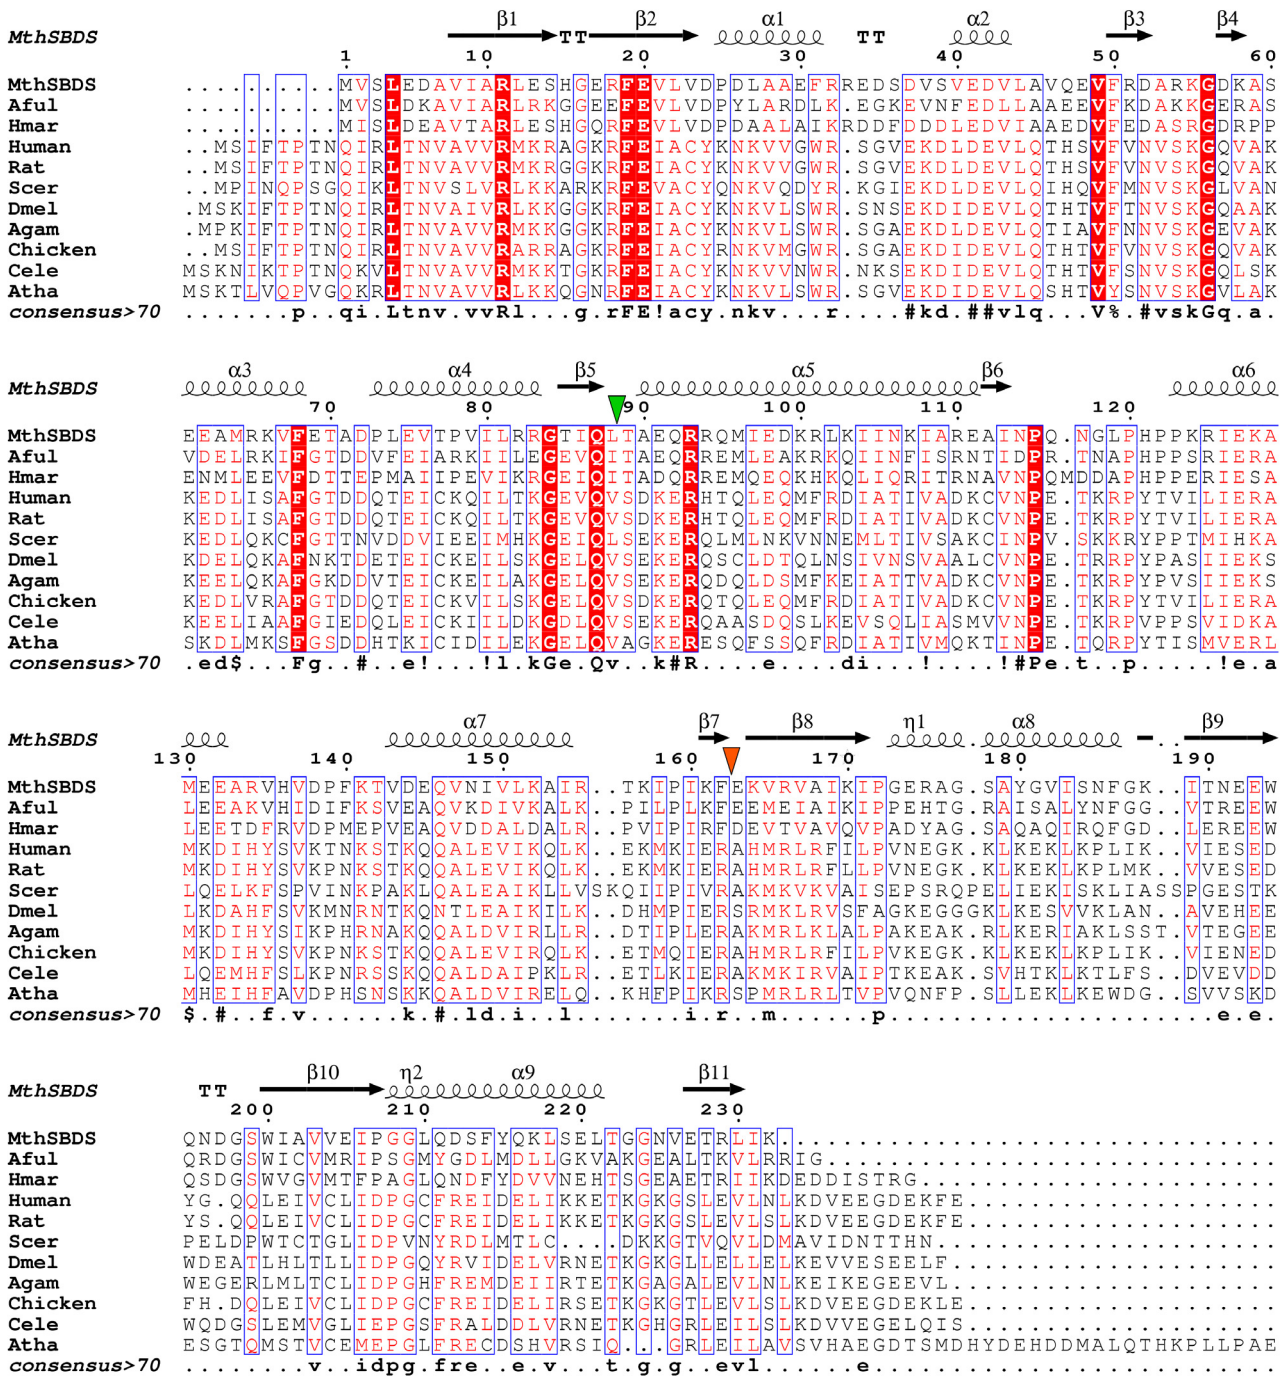 MthSBDS β1 TT β2 α1 TT α2 β3 β4
1 10 20 30 40 50 60
MthSBDS ..........MVSLEDAVIARLESHGERFEVLVDPDLAAEFRREDSDVSVEDVLAVQEVFRDARKGDKAS
Aful ..........MVSLDKAVIARLRKGGEEFEVLVDPYLARDLK.EGKEVNFEDLLAAEEVFKDAKKGERAS
Hmar ..........MISLDEAVTARLESHGQRFEVLVDPDAALAIKRDDFDDDLEDVIAAEDVFEDASRGDRPP
Human ..MSIFTPTNQIRLTNVAVVRMKRAGKRFEIACYKNKVVGWR.SGVEKDLDEVLQTHSVFVNVSKGQVAK
Rat ..MSIFTPTNQIRLTNVAVVRMKRGGKRFEIACYKNKVVGWR.SGVEKDLDEVLQTHSVFVNVSKGQVAK
Scer ..MPINQPSGQIKLTNVSLVRLKKARKRFEVACYQNKVQDYR.KGIEKDLDEVLQIHQVFMNVSKGLVAN
Dmel .MSKIFTPTNQIRLTNVAIVRLKKGGKRFEIACYKNKVLSWR.SNSEKDIDEVLQTHTVFTNVSKGQAAK
Agam .MPKIFTPTNQIRLTNVAVVRLKKGGKRFEIACYKNKVLSWR.SGAEKDIDEVLQTIAVFNNVSKGEVAK
Chicken ..MSIFTPTNQIRLTNVAVVRARRAGKRFEIACYRNKVMGWR.SGAEKDIDEVLQTHTVFVNVSKGQVAK
Cele MSKNIKTPTNQKVLTNVAVVRMKKTGKRFEIACYKNKVVNWR.NKSEKDIDEVLQTHTVFSNVSKGQLSK
Atha MSKTLVQPVGQKRLTNVAVVRLKKQGNRFEIACYKNKVLSWR.SGVEKDIDEVLQSHTVYSNVSKGVLAK
consensus>70 .......p..qi.Ltnv.vvRl...g.rFE!acy.nkv...r....#kd.##vlq...V%.#vskGq.a.
MthSBDS α3 α4 β5 α5 β6 α6
70 80 90 100 110 120
MthSBDS EEAMRKVFETADPLEVTPVILRRGTIQLTAEQRRQMIEDKRLKIINKIAREAINPQ.NGLPHPPKRIEKA
Aful VDELRKIFGTDDVFEIARKIILEGEVQITAEQRREMLEAKRKQIINFISRNTIDPR.TNAPHPPSRIERA
Hmar ENMLEEVFDTTEPMAIIPEVIKRGEIQITADQRREMQEQKHKQLIQRITRNAVNPQMDDAPHPPERIESA
Human KEDLISAFGTDDQTEICKQILTKGEVQVSDKERHTQLEQMFRDIATIVADKCVNPE.TKRPYTVILIERA
Rat KEDLISAFGTDDQTEICKQILTKGEVQVSDKERHTQLEQMFRDIATIVADKCVNPE.TKRPYTVILIERA
Scer KEDLQKCFGTTNVDDVIEEIMHKGEIQLSEKERQLMLNKVNNEMLTIVSAKCINPV.SKKRYPPTMIHKA
Dmel KDELQKAFNKTDETEICKEILSKGELQVSEKERQSCLDTQLNSIVNSVAALCVNPE.TRRPYPASIIEKS
Agam KEELQKAFGKDDVTEICKEILAKGELQVSEKERQSQLDSMFKEIATTVADKCVNPE.TKRPYPVSIIEKS
Chicken KEDLVRAFGTDDQTEICKVILSKGELQVSDKERQTQLEQMFRDIATIVADKCVNPE.TKRPYTVILIERA
Cele KEELIAAFGIEDQLEICKIILDKGDLQVSEKERQAASDQSLKEVSQLIASMVVNPE.TKRPVPPSVIDKA
Atha SKDLMKSFGSDDHTKICIDILEKGELQVAGKERESQFSSQFRDIATIVMQKTINPE.TQRPYTISMVERL
consensus>70 .ed$...Fg..#..e!...!l.kGe.Qv..k#R....e....di...!....!#Pe.t..p.....!e.a
MthSBDS α7 β7 β8 η1 α8 β9
130 140 150 160 170 180 190
MthSBDS MEEARVHVDPFKTVDEQVNIVLKAIR..TKIPIKFEKVRVAIKIPGERAG.SAYGVISNFGK..ITNEEW
Aful LEEAKVHIDIFKSVEAQVKDIVKALK..PILPLKFEEMEIAIKIPPEHTG.RAISALYNFGG..VTREEW
Hmar LEETDFRVDPMEPVEAQVDDALDALR..PVIPIRFDEVTVAVQVPADYAG.SAQAQIRQFGD..LEREEW
Human MKDIHYSVKTNKSTKQQALEVIKQLK..EKMKIERAHMRLRFILPVNEGK.KLKEKLKPLIK..VIESED
Rat MKDIHYSVKPNKSTKQQALEVIKQLK..EKMKIERAHMRLRFLLPVNEGK.KLKEKLKPLMK..VVESED
Scer LQELKFSPVINKPAKLQALEAIKLLVSKQIIPIVRAKMKVKVAISEPSRQPELIEKISKLIASSPGESTK
Dmel LKDAHFSVKMNRNTKQNTLEAIKILK..DHMPIERSRMKLRVSFAGKEGGGKLKESVVKLAN..AVEHEE
Agam MKDIHYSIKPHRNAKQQALDVIRLLR..DTIPLERAKMRLKLALPAKEAK.RLKERIAKLSST.VTEGEE
Chicken MKDIHYSVKPNKSTKQQALEVIRQLK..ETMQIERAHMRLRFILPVKEGK.KLKEKLKPLIK..VIENED
Cele LQEMHFSLKPNRSSKQQALDAIPKLR..ETLKIERAKMKIRVAIPTKEAK.SVHTKLKTLFS..DVEVDD
Atha MHEIHFAVDPHSNSKKQALDVIRELQ..KHFPIKRSPMRLRLTVPVQNFP.SLLEKLKEWDG..SVVSKD
consensus>70 $.#..f.v......k.#.ld.i..l.......i.r..m......p.....................e.e.
MthSBDS TT β10 η2 α9 β11
200 210 220 230
MthSBDS QNDGSWIAVVEIPGGLQDSFYQKLSELTGGNVETRLIK...............................
Aful QRDGSWICVMRIPSGMYGDLMDLLGKVAKGEALTKVLRRIG.............................
Hmar QSDGSWVGVMTFPAGLQNDFYDVVNEHTSGEAETRIIKDEDDISTRG.......................
Human YG.QQLEIVCLIDPGCFREIDELIKKETKGKGSLEVLNLKDVEEGDEKFE....................
Rat YS.QQLEIVCLIDPGCFREIDELIKKETKGKGSLEVLSLKDVEEGDEKFE....................
Scer PELDPWTCTGLIDPVNYRDLMTLC...DKKGTVQVLDMAVIDNTTHN......................
Dmel WDEATLHLTLLIDPGQYRVIDELVRNETKGKGLLELLELKEVVESEELF.....................
Agam WEGERLMLTCLIDPGHFREMDEIIRTETKGAGALEVLNLKEIKEGEEVL.....................
Chicken FH.DQLEIVCLIDPGCFREIDELIRSETKGKGTLEVLSLKDVEEGDEKLE....................
Cele WQDGSLEMVGLIDPGSFRALDDLVRNETKGHGRLEILSLKDVVEGELQIS....................
Atha ESGTQMSTVCEMEPGLFRECDSHVRSIQ..GRLEILAVSVHAEGDTSMDHYDEHDDMALQTHKPLLPAE
consensus>70 ........v..idpg.fre..e.v...t.g.g..evl......e..........................